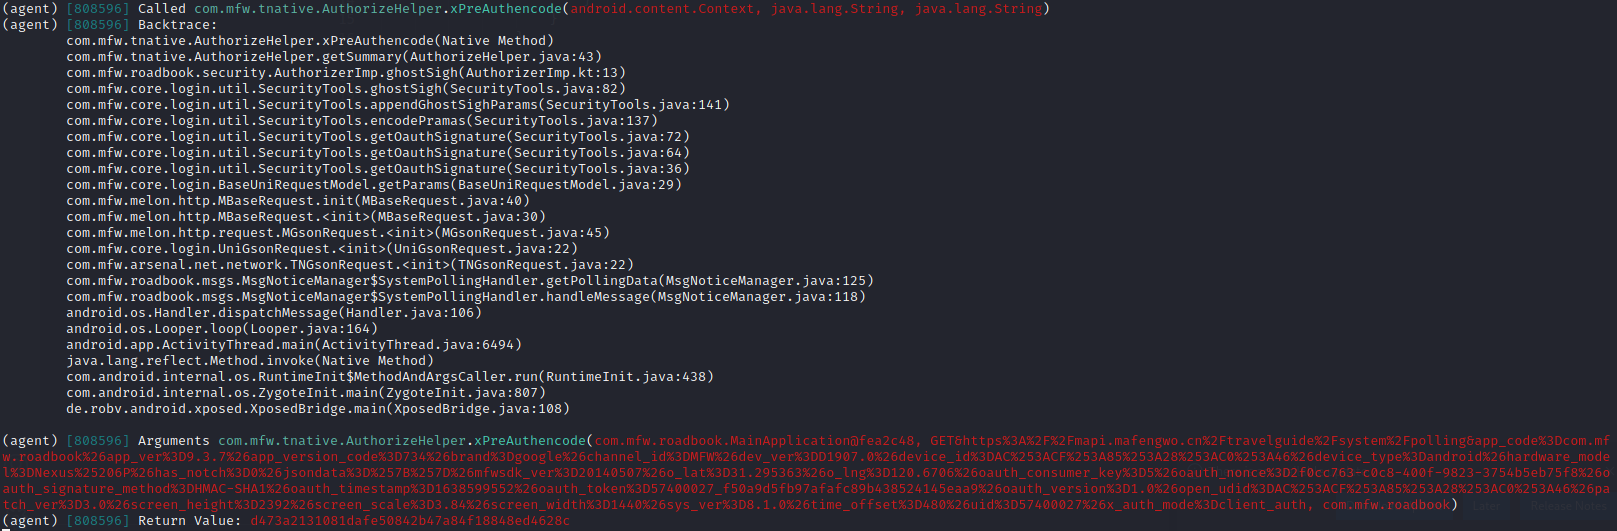 (agent) [808596] Called com.mfw.tnative.AuthorizeHelper.xPreAuthencode(android.content.Context, java.lang.String, java.lang.String)
(agent) [808596] Backtrace:
com.mfw.tnative.AuthorizeHelper.xPreAuthencode(Native Method)
com.mfw.tnative.AuthorizeHelper.getSummary(AuthorizeHelper.java:43)
com.mfw.roadbook.security.AuthorizerImp.ghostSigh(AuthorizerImp.kt:13)
com.mfw.core.login.util.SecurityTools.ghostSigh(SecurityTools.java:82)
com.mfw.core.login.util.SecurityTools.appendGhostSighParams(SecurityTools.java:141)
com.mfw.core.login.util.SecurityTools.encodePramas(SecurityTools.java:137)
com.mfw.core.login.util.SecurityTools.getOauthSignature(SecurityTools.java:72)
com.mfw.core.login.util.SecurityTools.getOauthSignature(SecurityTools.java:64)
com.mfw.core.login.util.SecurityTools.getOauthSignature(SecurityTools.java:36)
com.mfw.core.login.BaseUniRequestModel.getParams(BaseUniRequestModel.java:29)
com.mfw.melon.http.MBaseRequest.init(MBaseRequest.java:40)
com.mfw.melon.http.MBaseRequest.<init>(MBaseRequest.java:30)
com.mfw.melon.http.request.MGsonRequest.<init>(MGsonRequest.java:45)
com.mfw.core.login.UniGsonRequest.<init>(UniGsonRequest.java:22)
com.mfw.arsenal.net.network.TNGsonRequest.<init>(TNGsonRequest.java:22)
com.mfw.roadbook.msgs.MsgNoticeManager$SystemPollingHandler.getPollingData(MsgNoticeManager.java:125)
com.mfw.roadbook.msgs.MsgNoticeManager$SystemPollingHandler.handleMessage(MsgNoticeManager.java:118)
android.os.Handler.dispatchMessage(Handler.java:106)
android.os.Looper.loop(Looper.java:164)
android.app.ActivityThread.main(ActivityThread.java:6494)
java.lang.reflect.Method.invoke(Native Method)
com.android.internal.os.RuntimeInit$MethodAndArgsCaller.run(RuntimeInit.java:438)
com.android.internal.os.ZygoteInit.main(ZygoteInit.java:807)
de.robv.android.xposed.XposedBridge.main(XposedBridge.java:108)
(agent) [808596] Arguments com.mfw.tnative.AuthorizeHelper.xPreAuthencode(com.mfw.roadbook.MainApplication@fea2c48, GET&https%3A%2F%2Fmapi.mafengwo.cn%2Ftravelguide%2Fsystem%2Fpolling&app_code%3Dcom.mf
w.roadbook%26app_ver%3D9.3.7%26app_version_code%3D734%26brand%3Dgoogle%26channel_id%3DMFW%26dev_ver%3DD1907.0%26device_id%3DAC%253ACF%253A85%253A28%253AC0%253A46%26device_type%3Dandroid%26hardware_mode
l%3DNexus%25206P%26has_notch%3D0%26jsondata%3D%257B%257D%26mfwsdk_ver%3D20140507%26o_lat%3D31.295363%26o_lng%3D120.6706%26oauth_consumer_key%3D5%26oauth_nonce%3D2f0cc763-c0c8-400f-9823-3754b5eb75f8%26o
auth_signature_method%3DHMAC-SHA1%26oauth_timestamp%3D1638599552%26oauth_token%3D57400027_f50a9d5fb97afafc89b438524145eaa9%26oauth_version%3D1.0%26open_udid%3DAC%253ACF%253A85%253A28%253AC0%253A46%26pa
tch_ver%3D3.0%26screen_height%3D2392%26screen_scale%3D3.84%26screen_width%3D1440%26sys_ver%3D8.1.0%26time_offset%3D480%26uid%3D57400027%26x_auth_mode%3Dclient_auth, com.mfw.roadbook)
(agent) [808596] Return Value: d473a2131081dafe50842b47a84f18848ed4628c